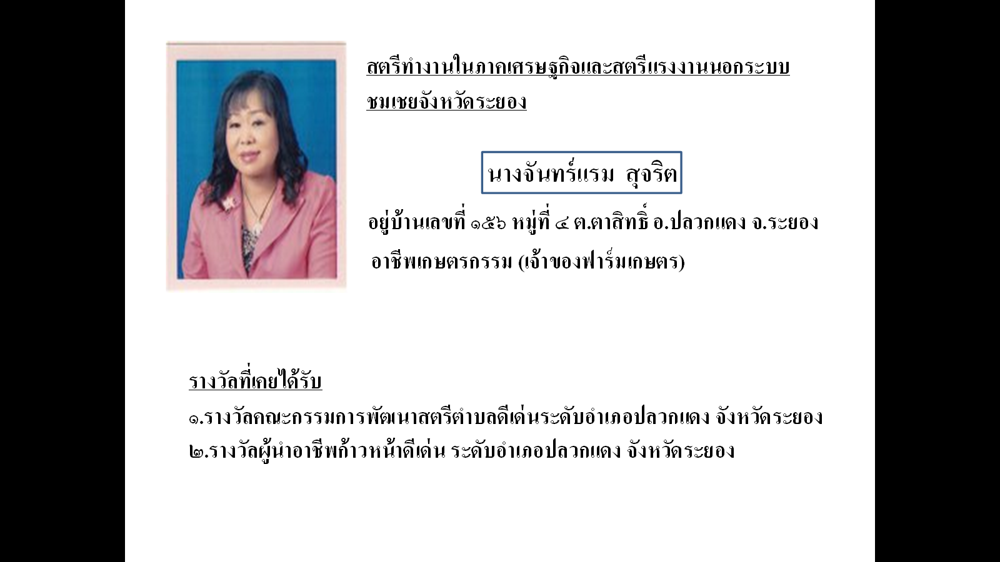 สตรีทำงานในภาคเศรษฐกิจและสตรีแรงงานนอกระบบ
ชมเชยจังหวัดระยอง
นางจันทร์แรม สุจริต
อยู่บ้านเลขที่ ๑๕๖ หมู่ที่ ๔ ต.ตาสิทธิ์ อ.ปลวกแดง จ.ระยอง
อาชีพเกษตรกรรม (เจ้าของฟาร์มเกษตร)
รางวัลที่เคยได้รับ
๑.รางวัลคณะกรรมการพัฒนาสตรีตำบลดีเด่นระดับอำเภอปลวกแดง จังหวัดระยอง
๒.รางวัลผู้นำอาชีพก้าวหน้าดีเด่น ระดับอำเภอปลวกแดง จังหวัดระยอง